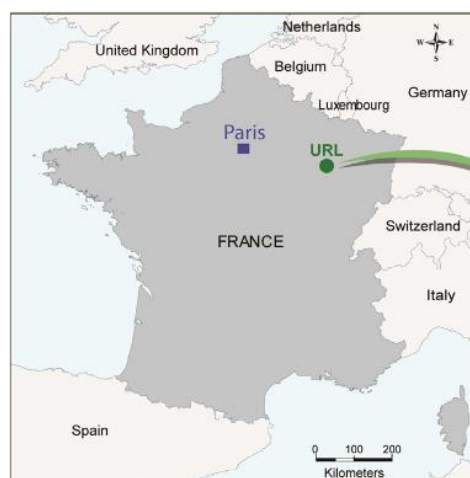 Netherlands
United Kingdom
N
W E
S
Belgium
Germany
Luxembourg
Paris
URL
Switzerland
FRANCE
Italy
Spain
0 100 200
Kilometers